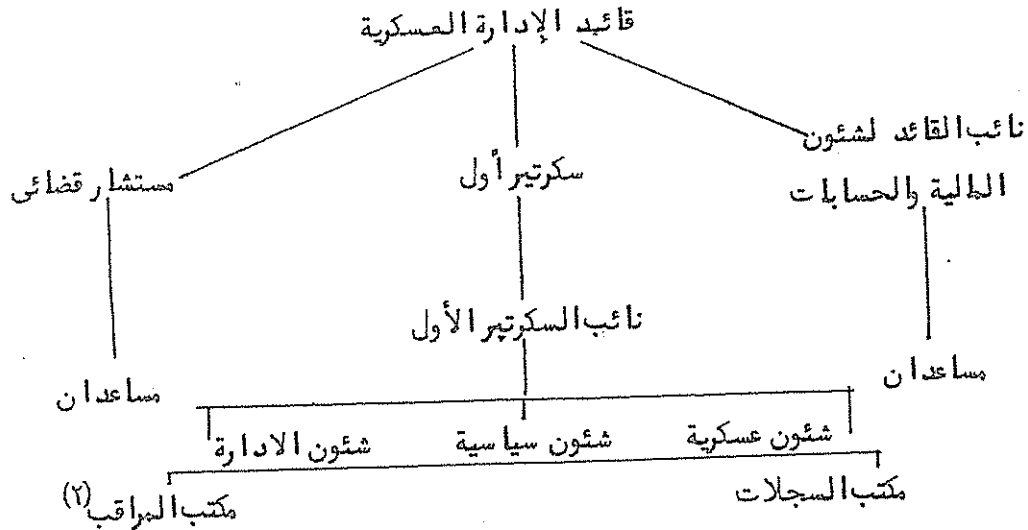 قائد الإدارة العسكرية
نائب القائد لشئون
المالية والحسابات
سكرتير أول
مستشار قضائى
نائب السكرتير الأول
مساعدان
مساعدان
شئون عسكرية
شئون سياسية
شئون الادارة
مكتب السجلات
مكتب المراقب (٢)